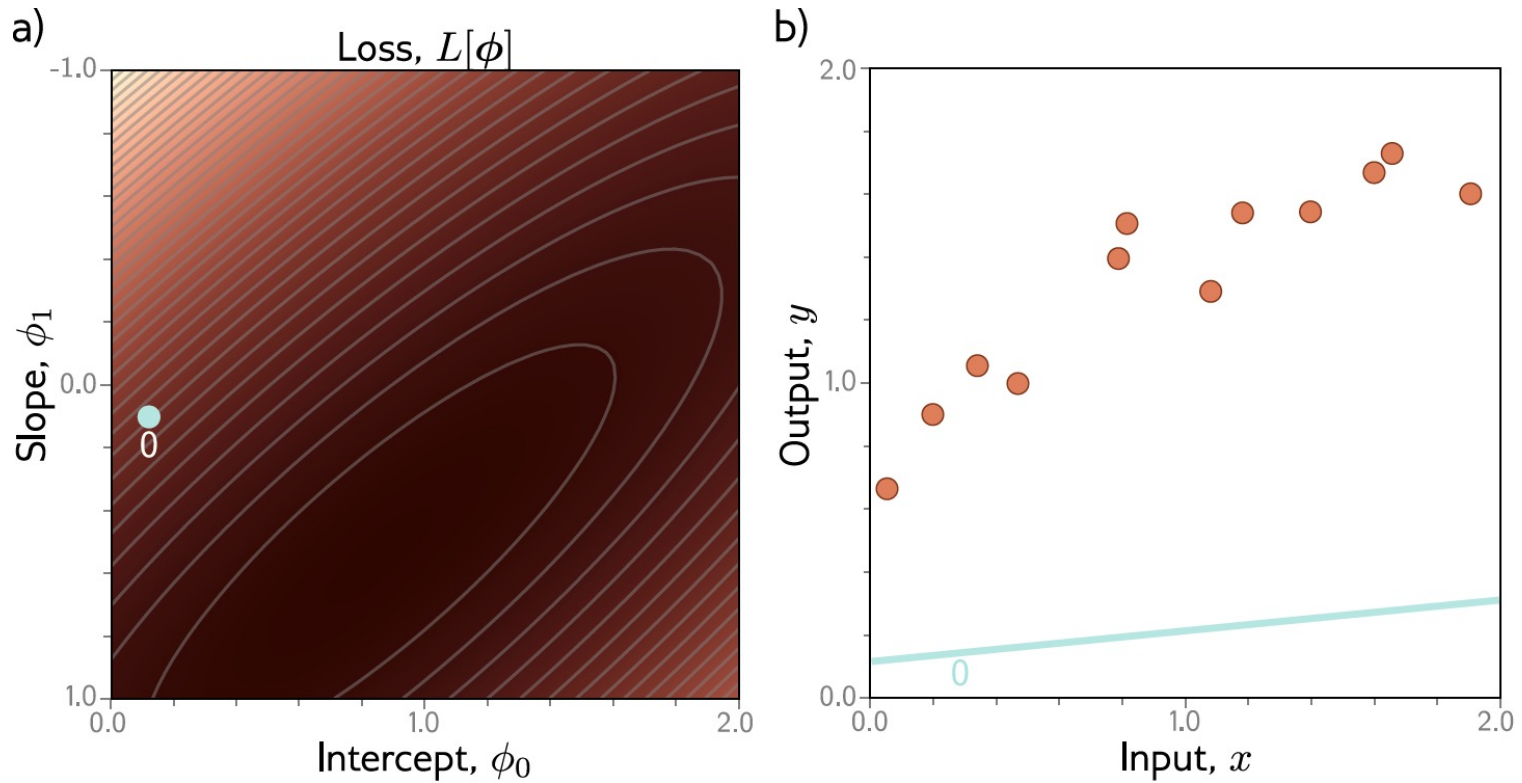 a)
Loss, L[ϕ]
-1.0
0.0
1.0
Slope, ϕ₁
0
0.0
1.0
2.0
Intercept, ϕ₀
b)
2.0
1.0
0.0
Output, y
0
0.0
1.0
2.0
Input, x